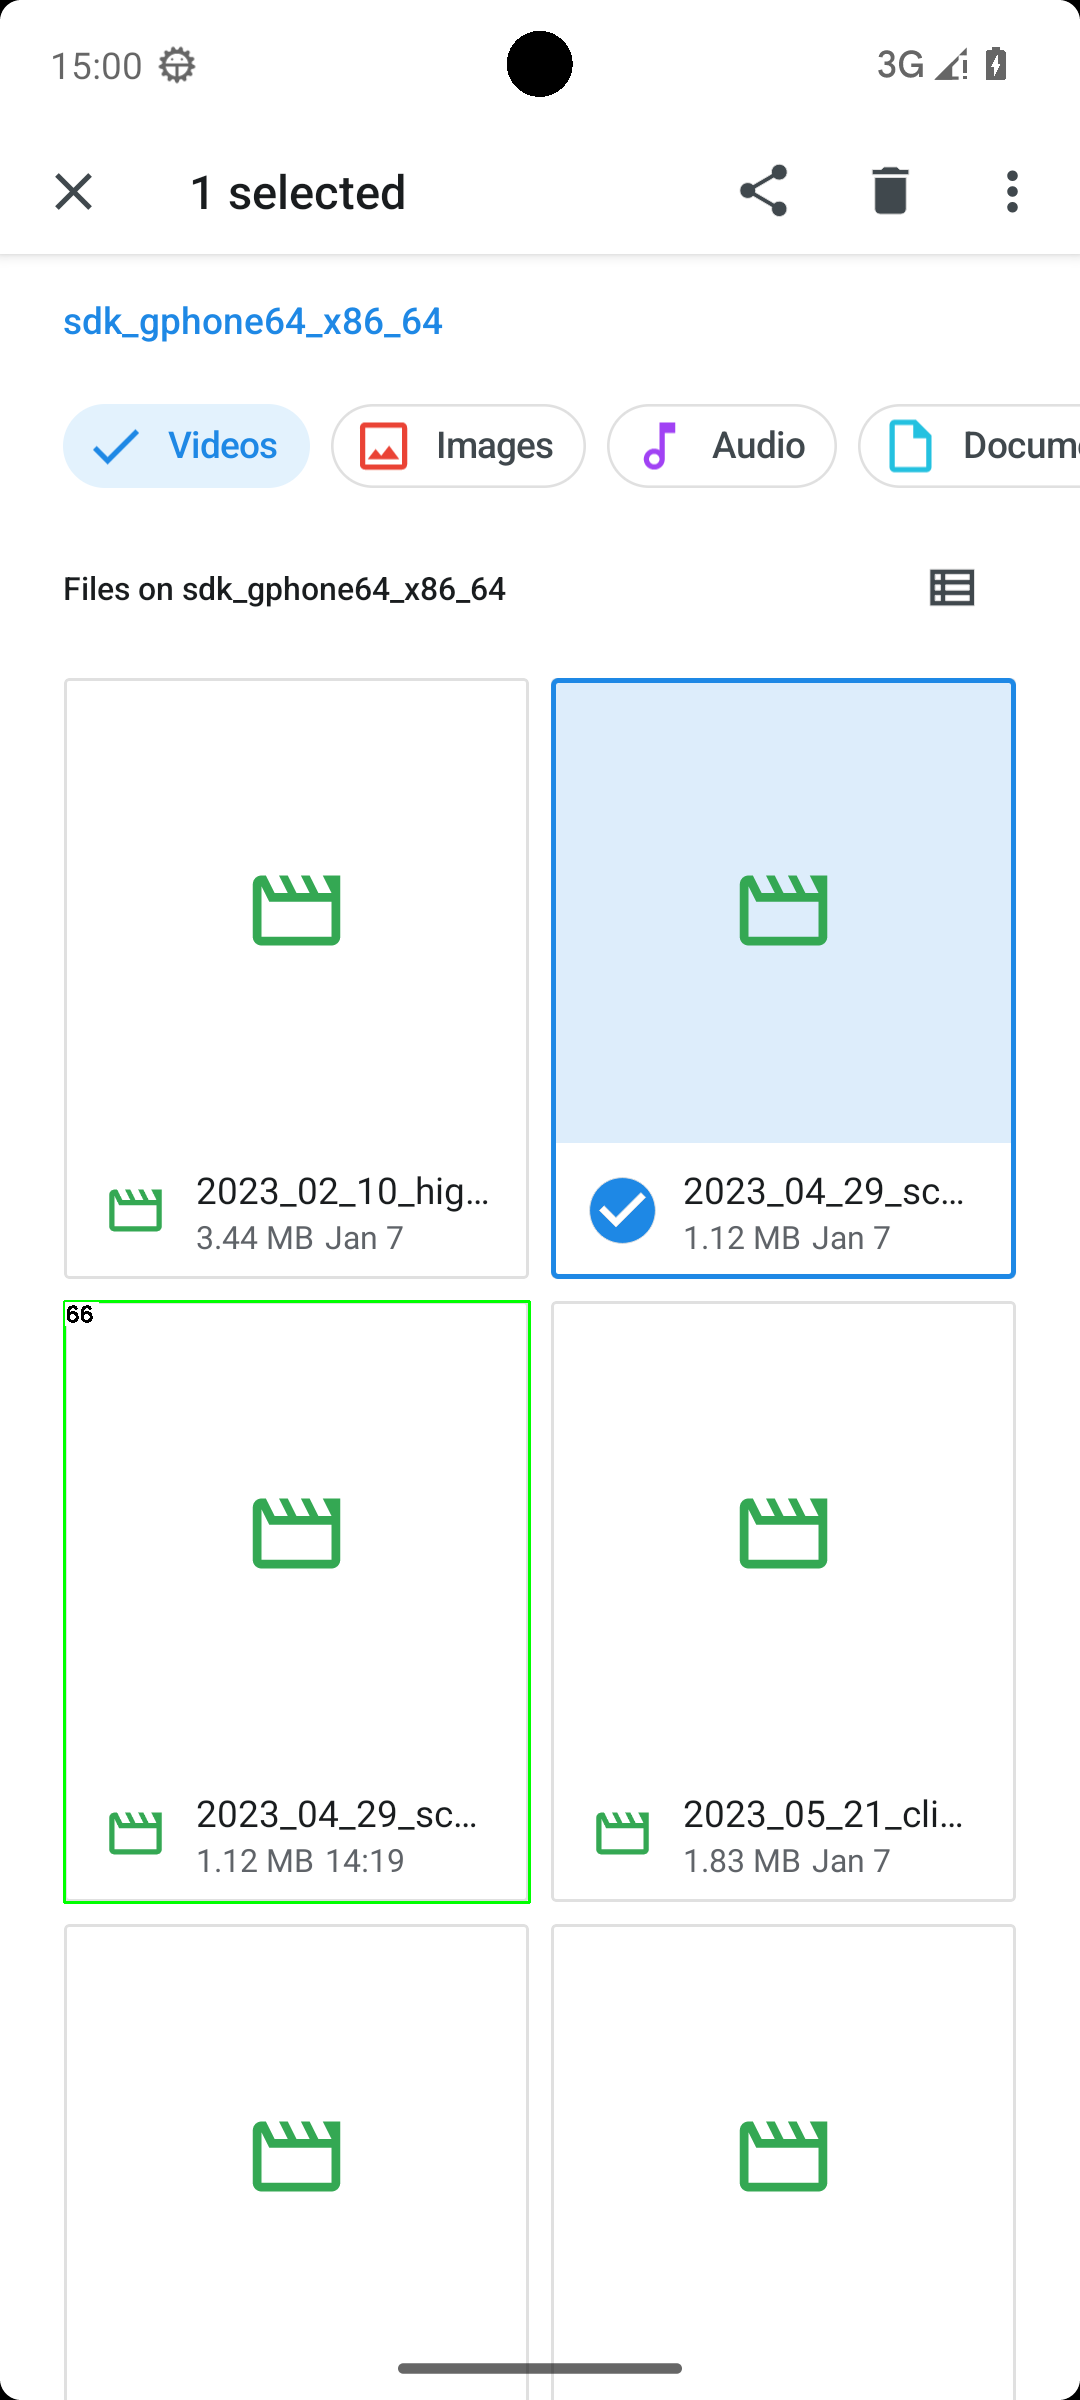 15:00
3G
1 selected
sdk_gphone64_x86_64
Videos
Images
Audio
Docum
Files on sdk_gphone64_x86_64
2023_02_10_hig...
3.44 MB Jan 7
2023_04_29_sc...
1.12 MB Jan 7
66
2023_04_29_sc...
1.12 MB 14:19
2023_05_21_cli...
1.83 MB Jan 7